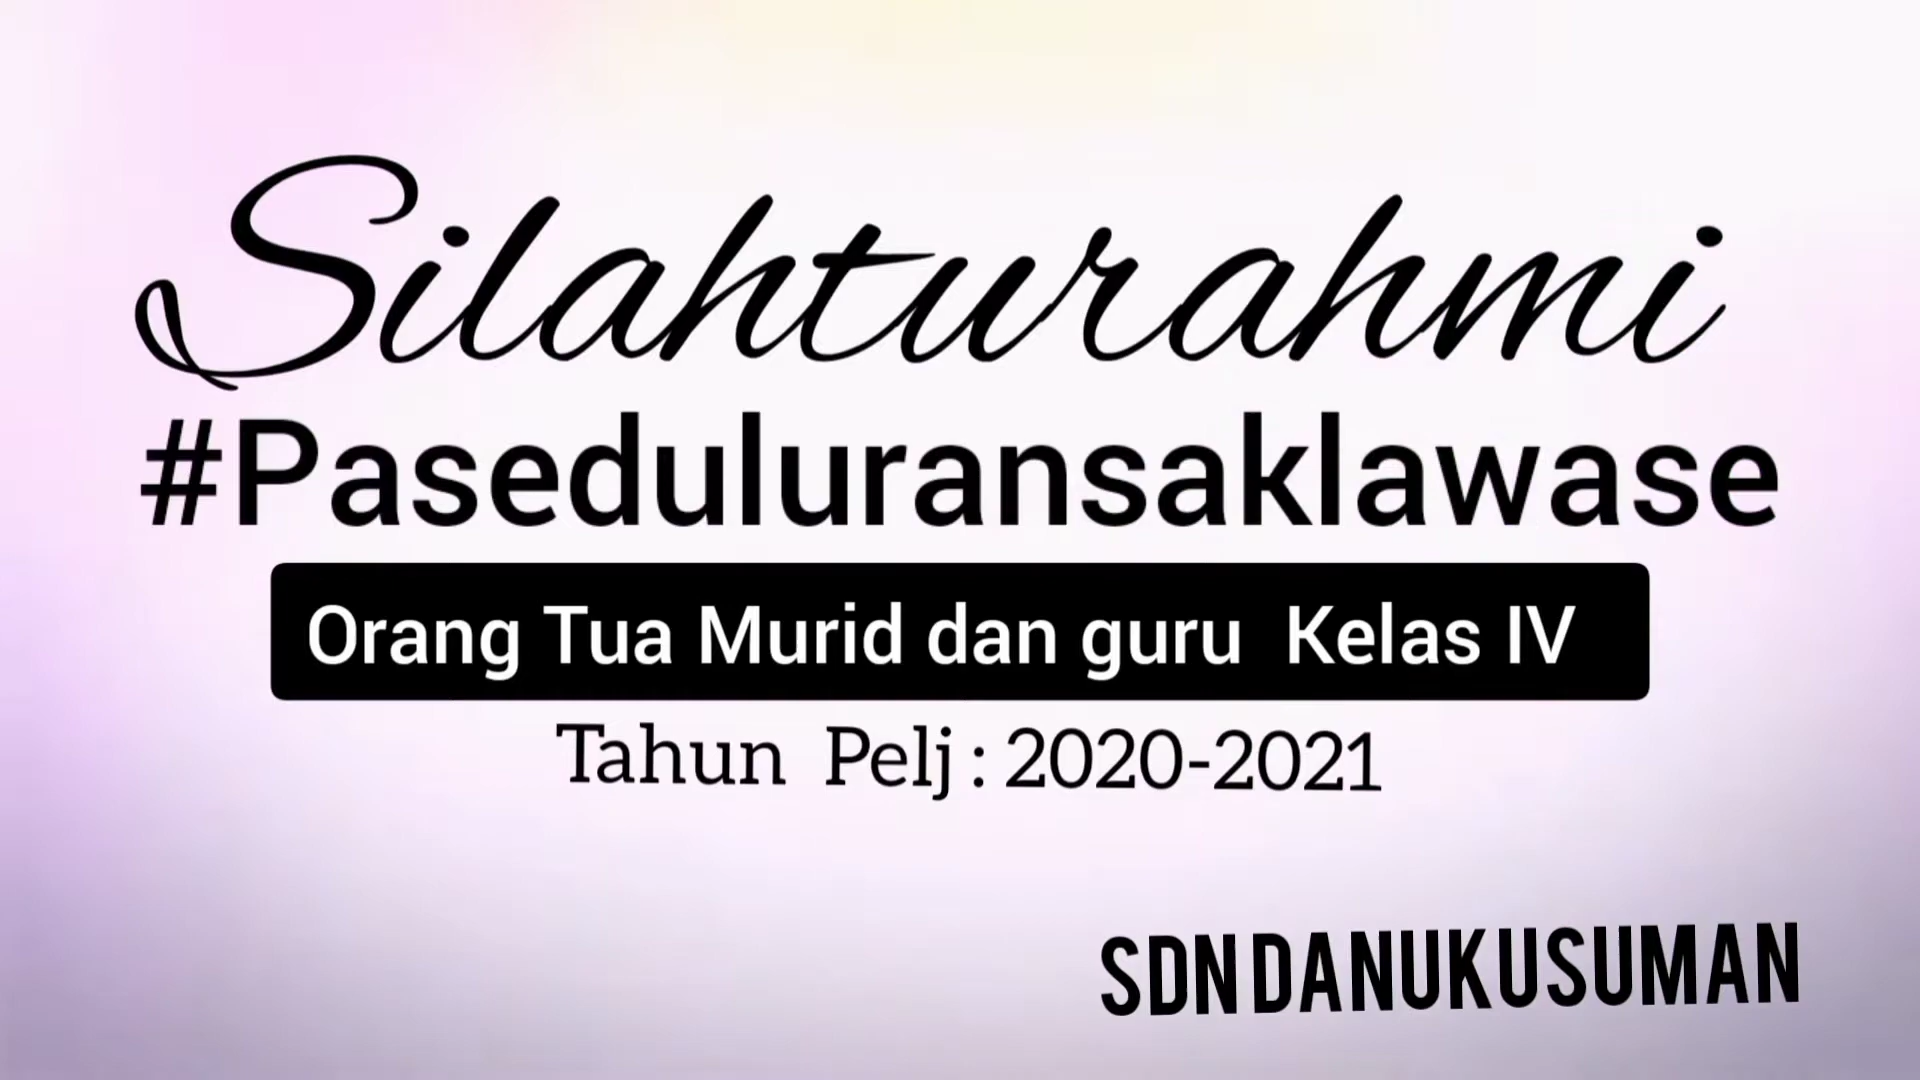 Silahturahmi
#Paseduluransaklawase
Orang Tua Murid dan guru Kelas IV
Tahun Pelj : 2020-2021
SDN DANUKUSUMAN